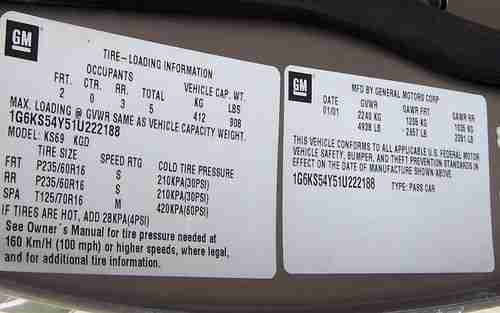 GM
TIRE-LOADING INFORMATION
OCCUPANTS VEHICLE CAP. WT.
FRT. CTR. RR. TOTAL KG LBS
2 0 3 5 412 908
MAX. LOADING @ GVWR SAME AS VEHICLE CAPACITY WEIGHT.
1G6KS54Y51U222188
MODEL: KS69 KGD
TIRE SIZE SPEED RTG COLD TIRE PRESSURE
FRT P235/60R16 S 210KPA(30PSI)
RR P235/60R16 S 210KPA(30PSI)
SPA T125/70R16 M 420KPA(60PSI)
IF TIRES ARE HOT, ADD 28KPA(4PSI)
See Owner's Manual for tire pressure needed at
160 Km/H (100 mph) or higher speeds, where legal,
and for additional tire information.
GM
MFD BY GENERAL MOTORS CORP
DATE GVWR GAWR FRT GAWR RR
01/01 2240 KG 1205 KG 1035 KG
4938 LB 2657 LB 2281 LB
THIS VEHICLE CONFORMS TO ALL APPLICABLE U.S. FEDERAL MOTOR
VEHICLE SAFETY, BUMPER, AND THEFT PREVENTION STANDARDS IN
EFFECT ON THE DATE OF MANUFACTURE SHOWN ABOVE
1G6KS54Y51U222188 TYPE: PASS CAR